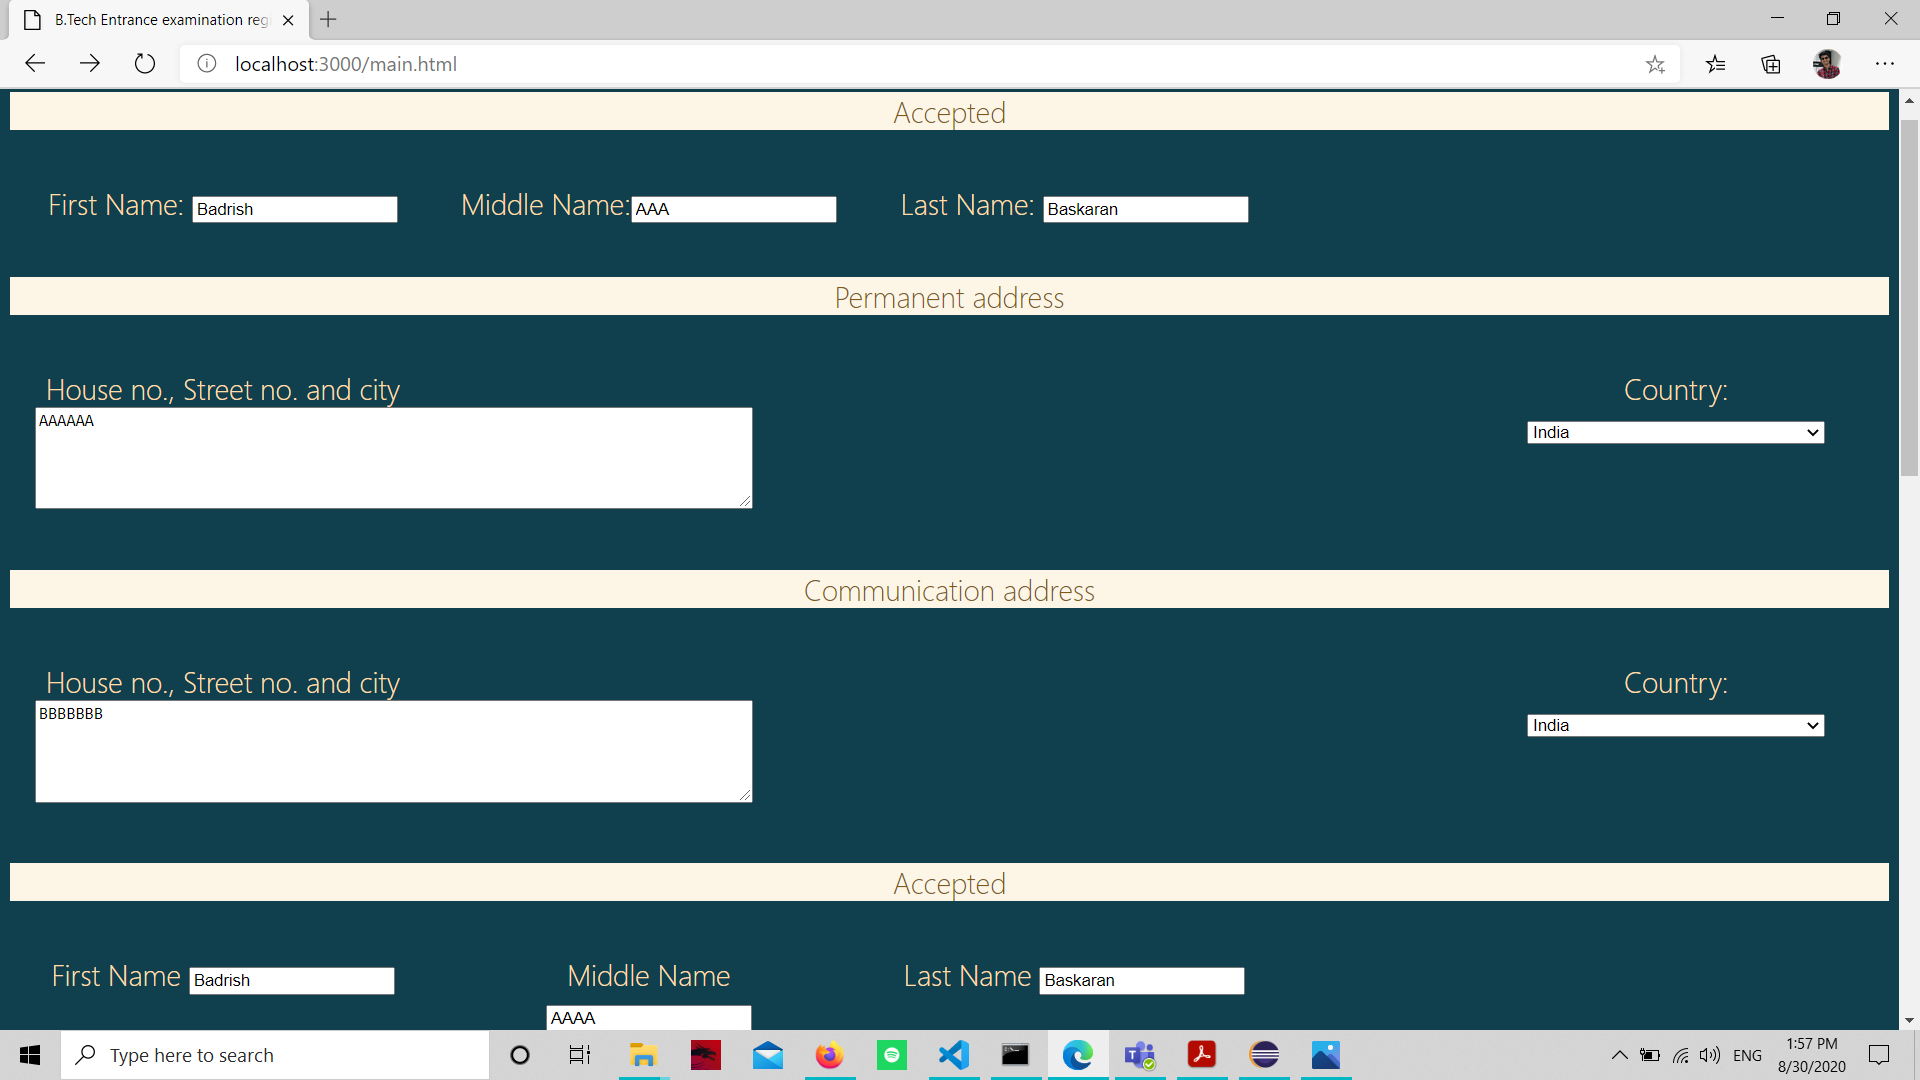 B.Tech Entrance examination reg
localhost:3000/main.html
Accepted
First Name: Badrish Middle Name: AAA Last Name: Baskaran
Permanent address
House no., Street no. and city Country:
AAAAAA India
Communication address
House no., Street no. and city Country:
BBBBBBB India
Accepted
First Name Badrish Middle Name Last Name Baskaran
AAAA
Type here to search ENG 1:57 PM
8/30/2020